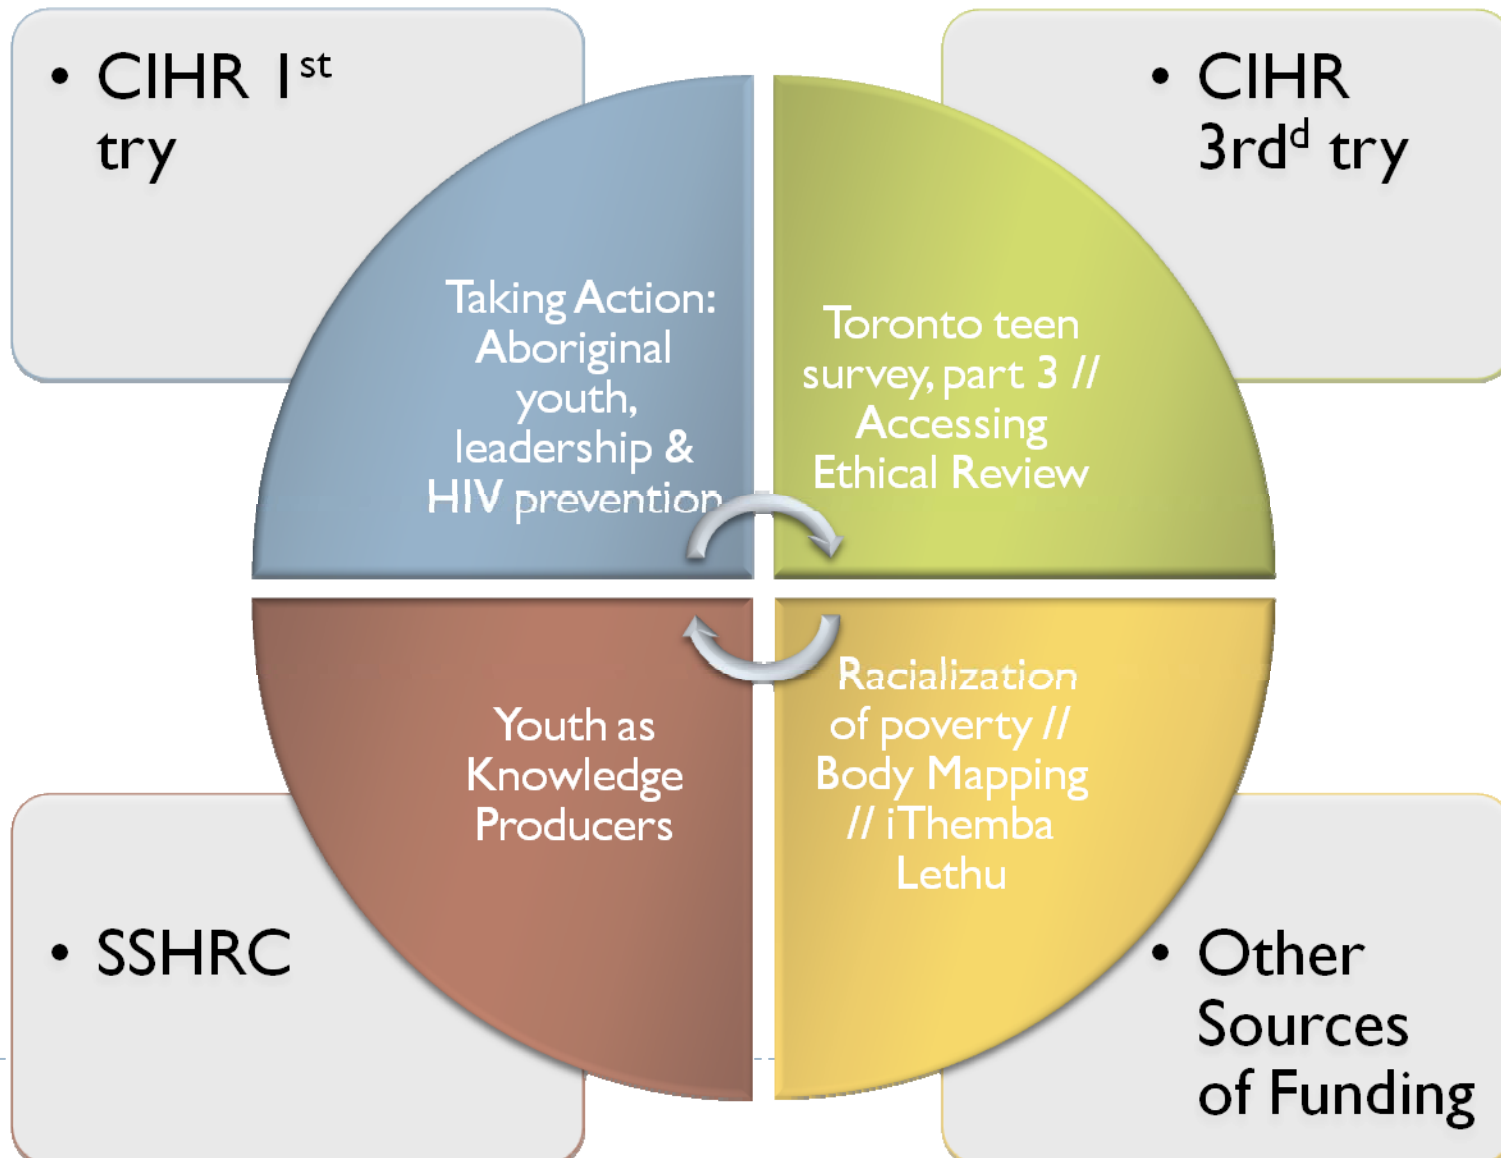 • CIHR 1st
try
• CIHR
3rdd try
Taking Action:
Aboriginal
youth,
leadership &
HIV prevention
Toronto teen
survey, part 3 //
Accessing
Ethical Review
Youth as
Knowledge
Producers
Racialization
of poverty //
Body Mapping
// iThemba
Lethu
• SSHRC
• Other
Sources
of Funding